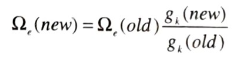 Ω_e(new) = Ω_e(old) g_k(new) / g_k(old)